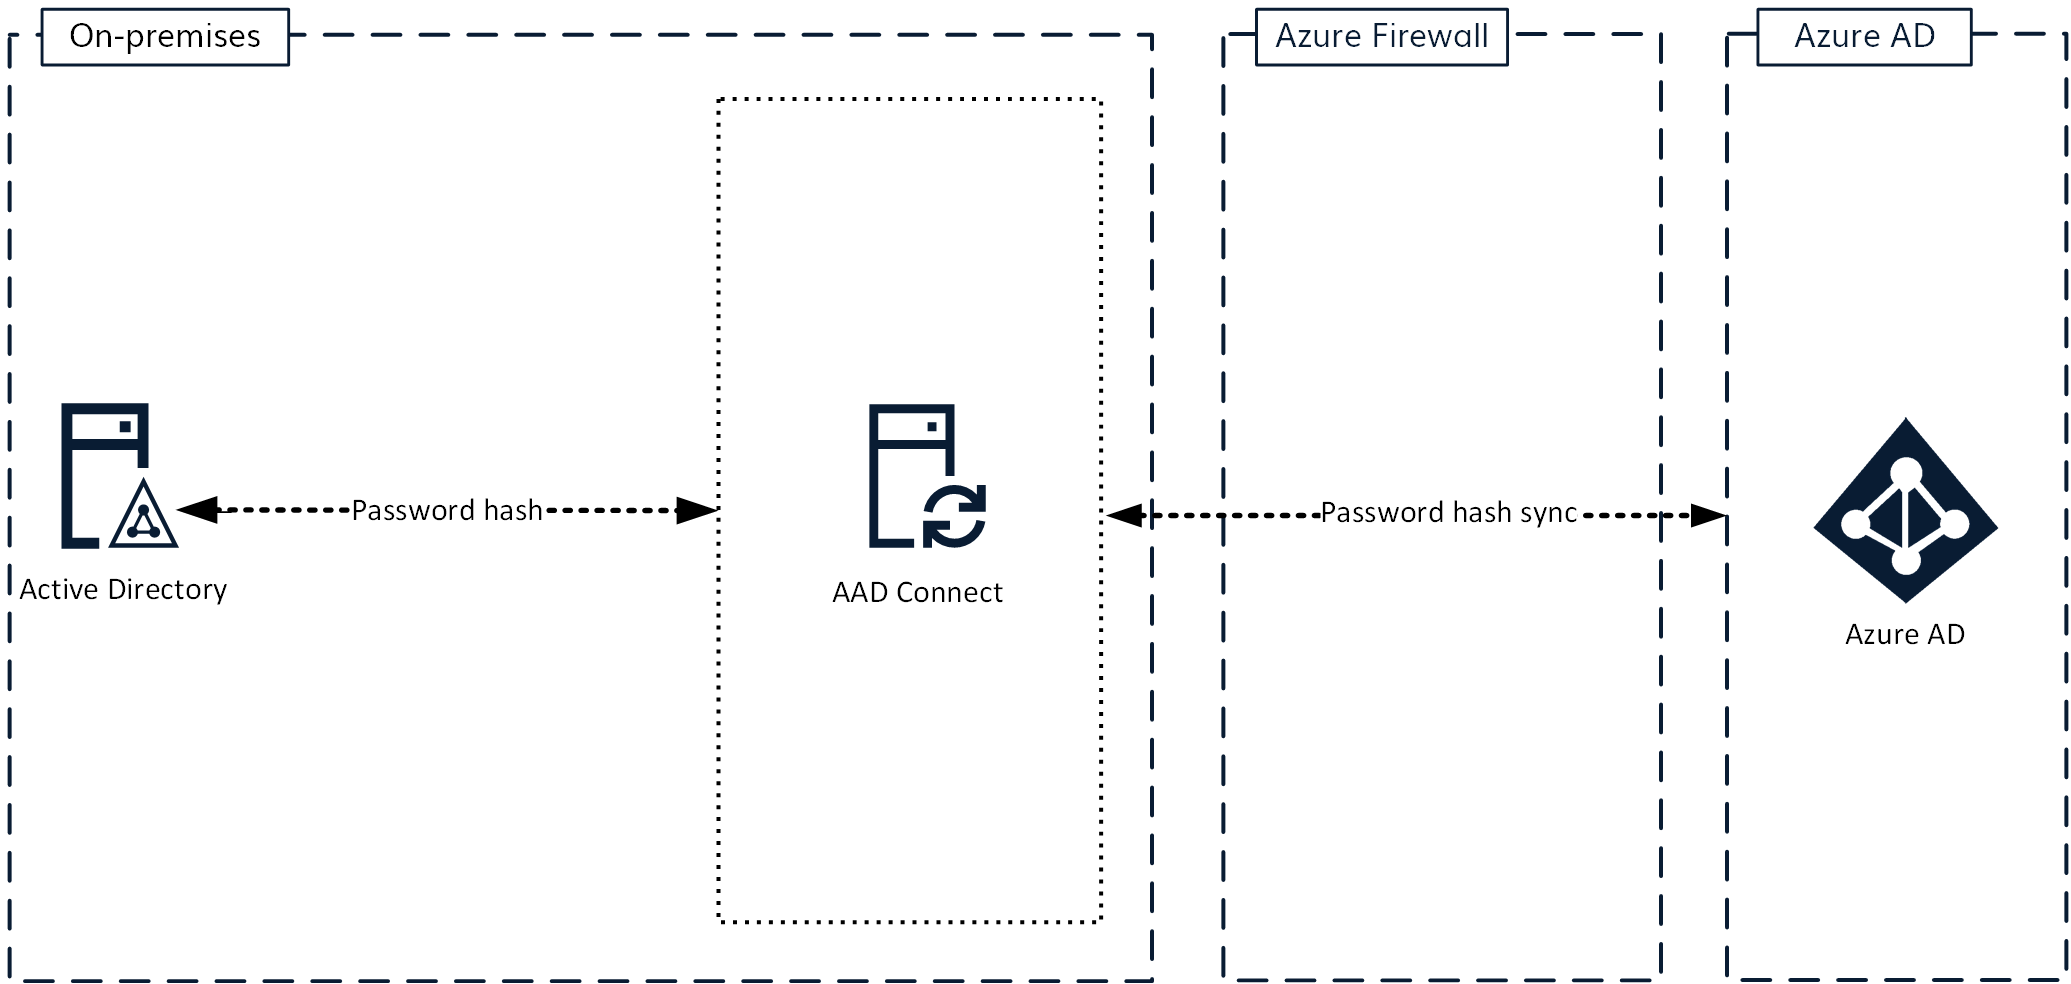 On-premises
Azure Firewall
Azure AD
Password hash
Password hash sync
Active Directory
AAD Connect
Azure AD